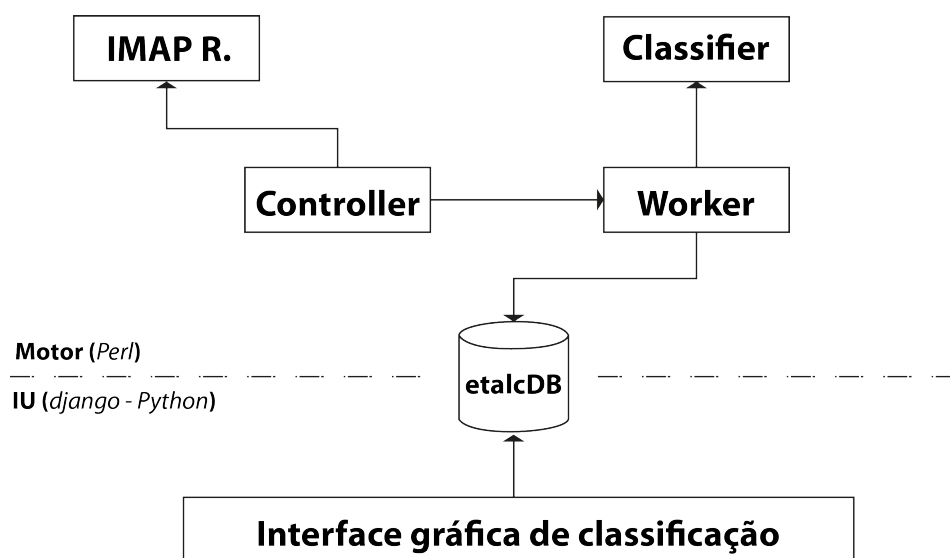 IMAP R.
Classifier
Controller
Worker
Motor (Perl)
etalcDB
IU (django - Python)
Interface gráfica de classificação